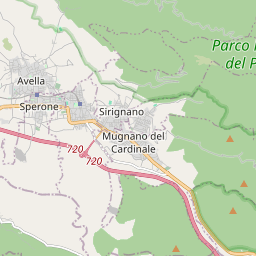 Parco
del P
Avella
Sperone
Sirignano
Mugnano del
Cardinale
720
720